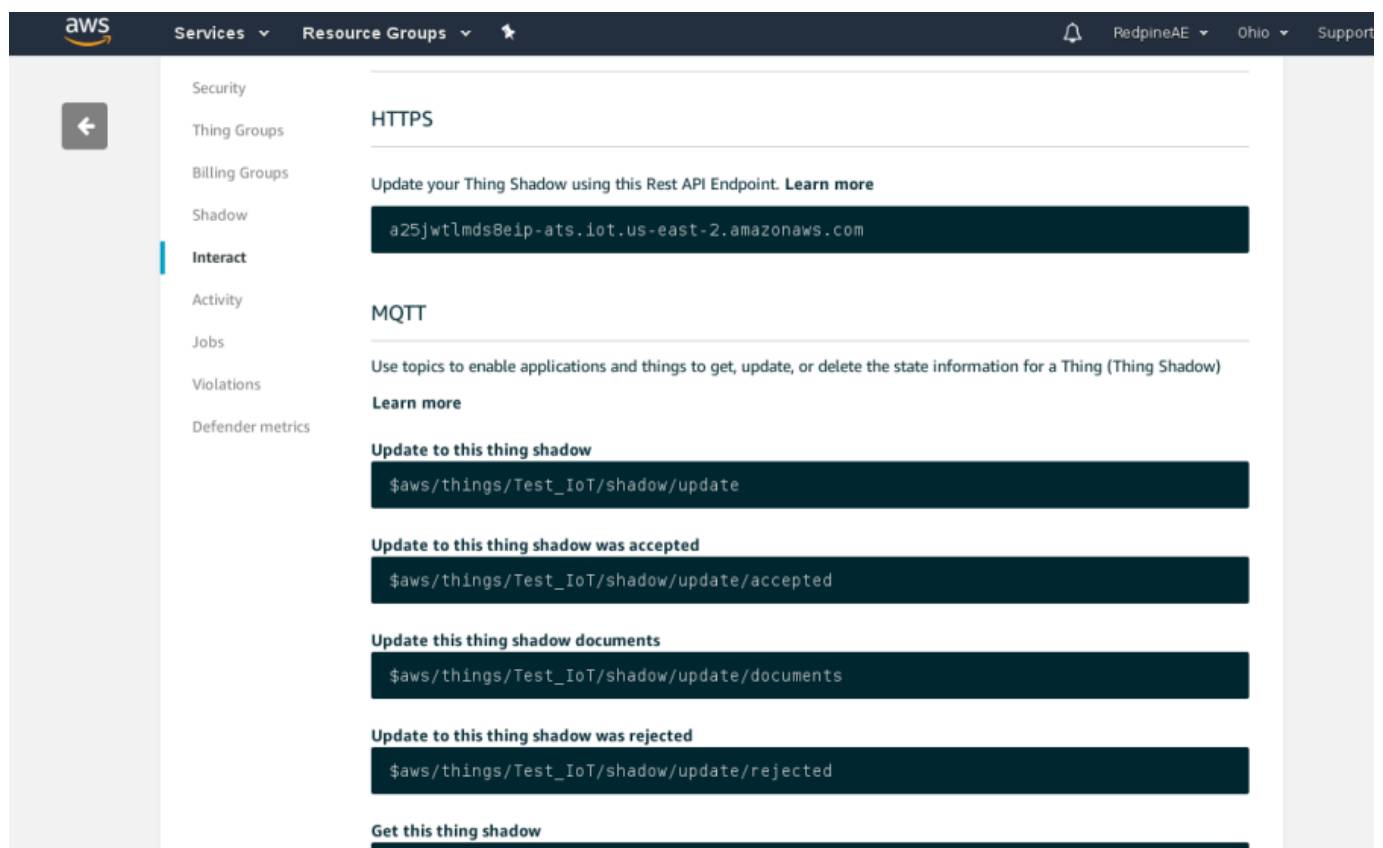 aws Services Resource Groups RedpineAE Ohio Support
Security
Thing Groups
Billing Groups
Shadow
Interact
Activity
Jobs
Violations
Defender metrics
HTTPS
Update your Thing Shadow using this Rest API Endpoint. Learn more
a25jwtlmds8eip-ats.iot.us-east-2.amazonaws.com
MQTT
Use topics to enable applications and things to get, update, or delete the state information for a Thing (Thing Shadow)
Learn more
Update to this thing shadow
$aws/things/Test_IoT/shadow/update
Update to this thing shadow was accepted
$aws/things/Test_IoT/shadow/update/accepted
Update this thing shadow documents
$aws/things/Test_IoT/shadow/update/documents
Update to this thing shadow was rejected
$aws/things/Test_IoT/shadow/update/rejected
Get this thing shadow